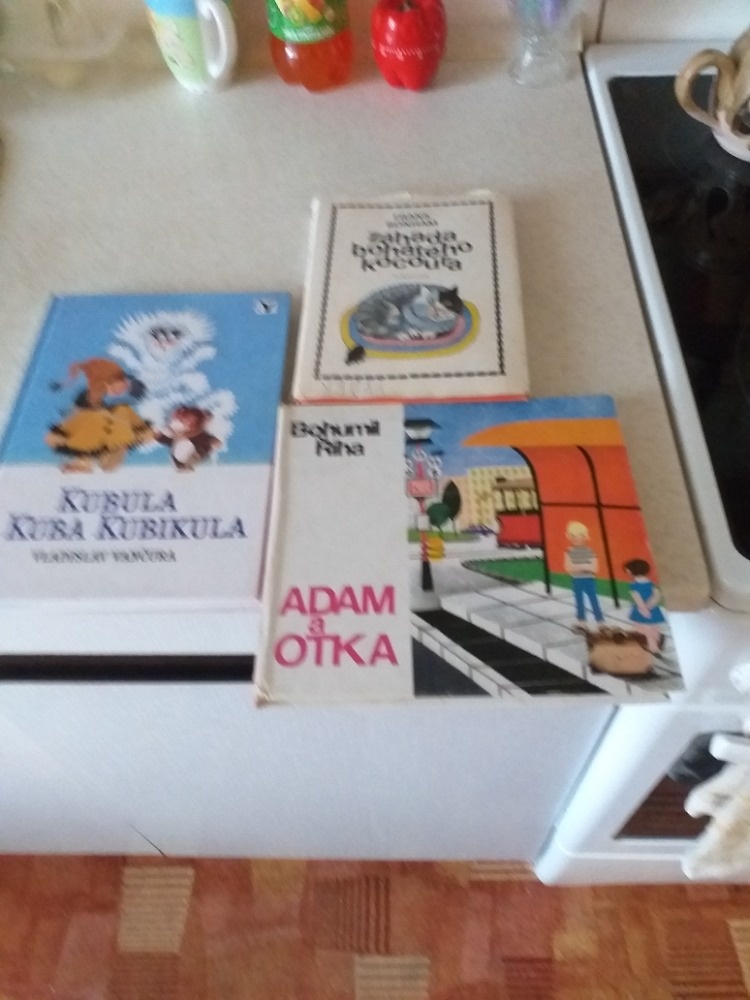 záhada
bohatého
kocoura
KUBULA
KUBA KUBIKULA
VLADISLAV VANČURA
Bohumil
Říha
ADAM
a
OTKA